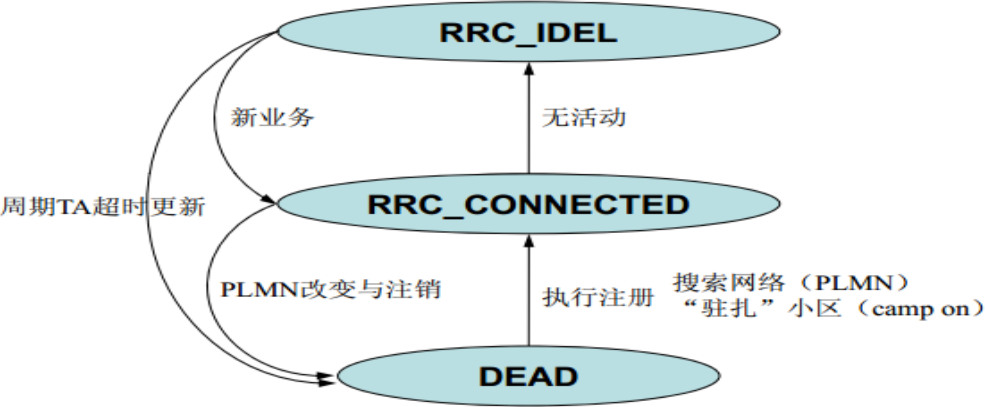 RRC_IDEL
新业务
无活动
周期TA超时更新
RRC_CONNECTED
PLMN改变与注销
执行注册
搜索网络（PLMN）
“驻扎”小区（camp on）
DEAD